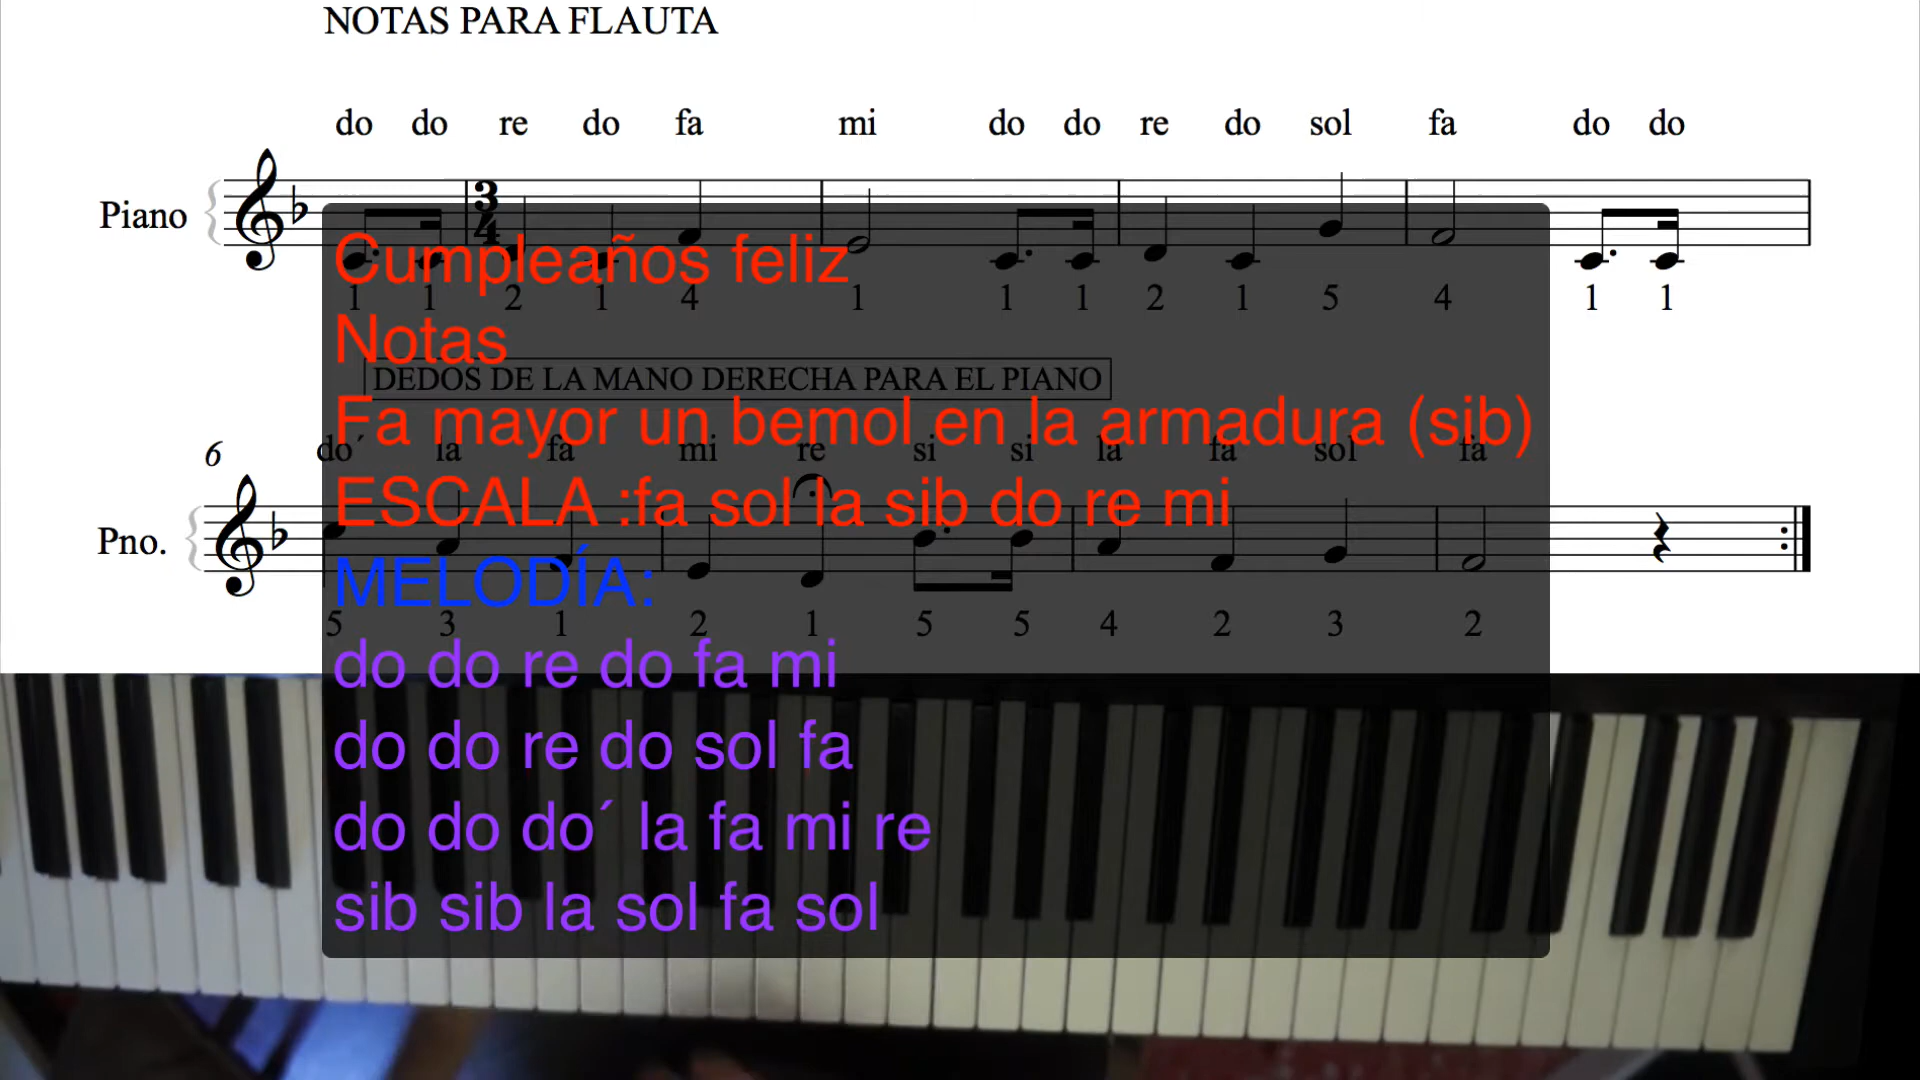 NOTAS PARA FLAUTA
do do re do fa mi do do re do sol fa do do
Piano
3
4
1 1 2 1 4 1 1 1 2 1 5 4 1 1
Cumpleaños feliz
Notas
DEDOS DE LA MANO DERECHA PARA EL PIANO
Fa mayor un bemol en la armadura (sib)
6
do´ la fa mi re si si la fa sol fa
ESCALA :fa sol la sib do re mi
Pno.
MELODÍA:
5 3 1 2 1 5 5 4 2 3 2
do do re do fa mi
do do re do sol fa
do do do´ la fa mi re
sib sib la sol fa sol